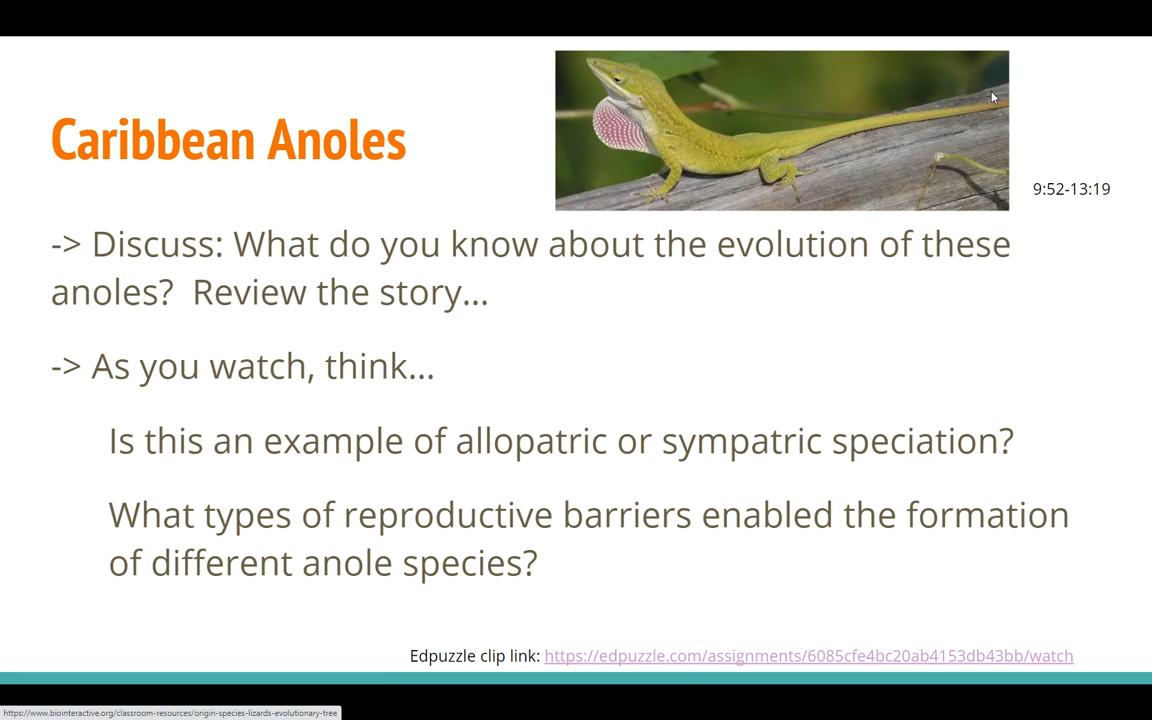 Caribbean Anoles
9:52-13:19
-> Discuss: What do you know about the evolution of these
anoles?  Review the story...
-> As you watch, think...
Is this an example of allopatric or sympatric speciation?
What types of reproductive barriers enabled the formation
of different anole species?
Edpuzzle clip link: https://edpuzzle.com/assignments/6085cfe4bc20ab4153db43bb/watch
https://www.biointeractive.org/classroom-resources/origin-species-lizards-evolutionary-tree